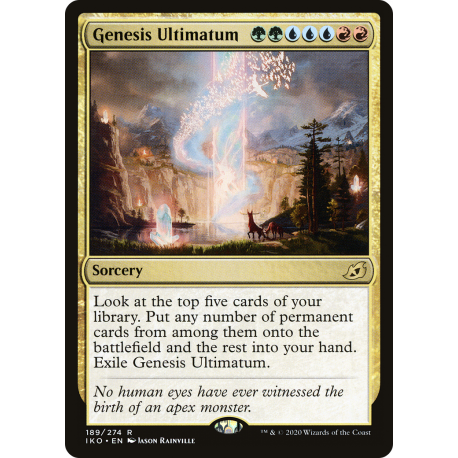 Genesis Ultimatum
Sorcery
Look at the top five cards of your
library. Put any number of permanent
cards from among them onto the
battlefield and the rest into your hand.
Exile Genesis Ultimatum.
No human eyes have ever witnessed the
birth of an apex monster.
189/274 R
IKO • EN Jason Rainville
™ & © 2020 Wizards of the Coast